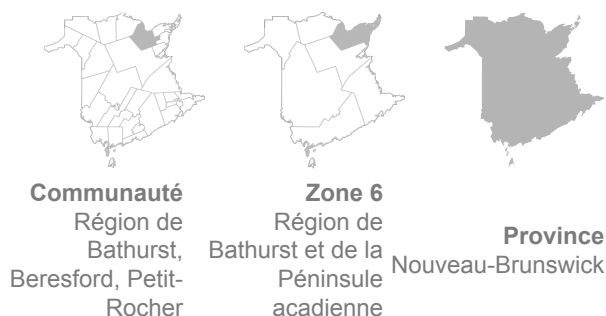 Communauté
Région de
Bathurst,
Beresford, Petit-
Rocher
Zone 6
Région de
Bathurst et de la
Péninsule
acadienne
Province
Nouveau-Brunswick